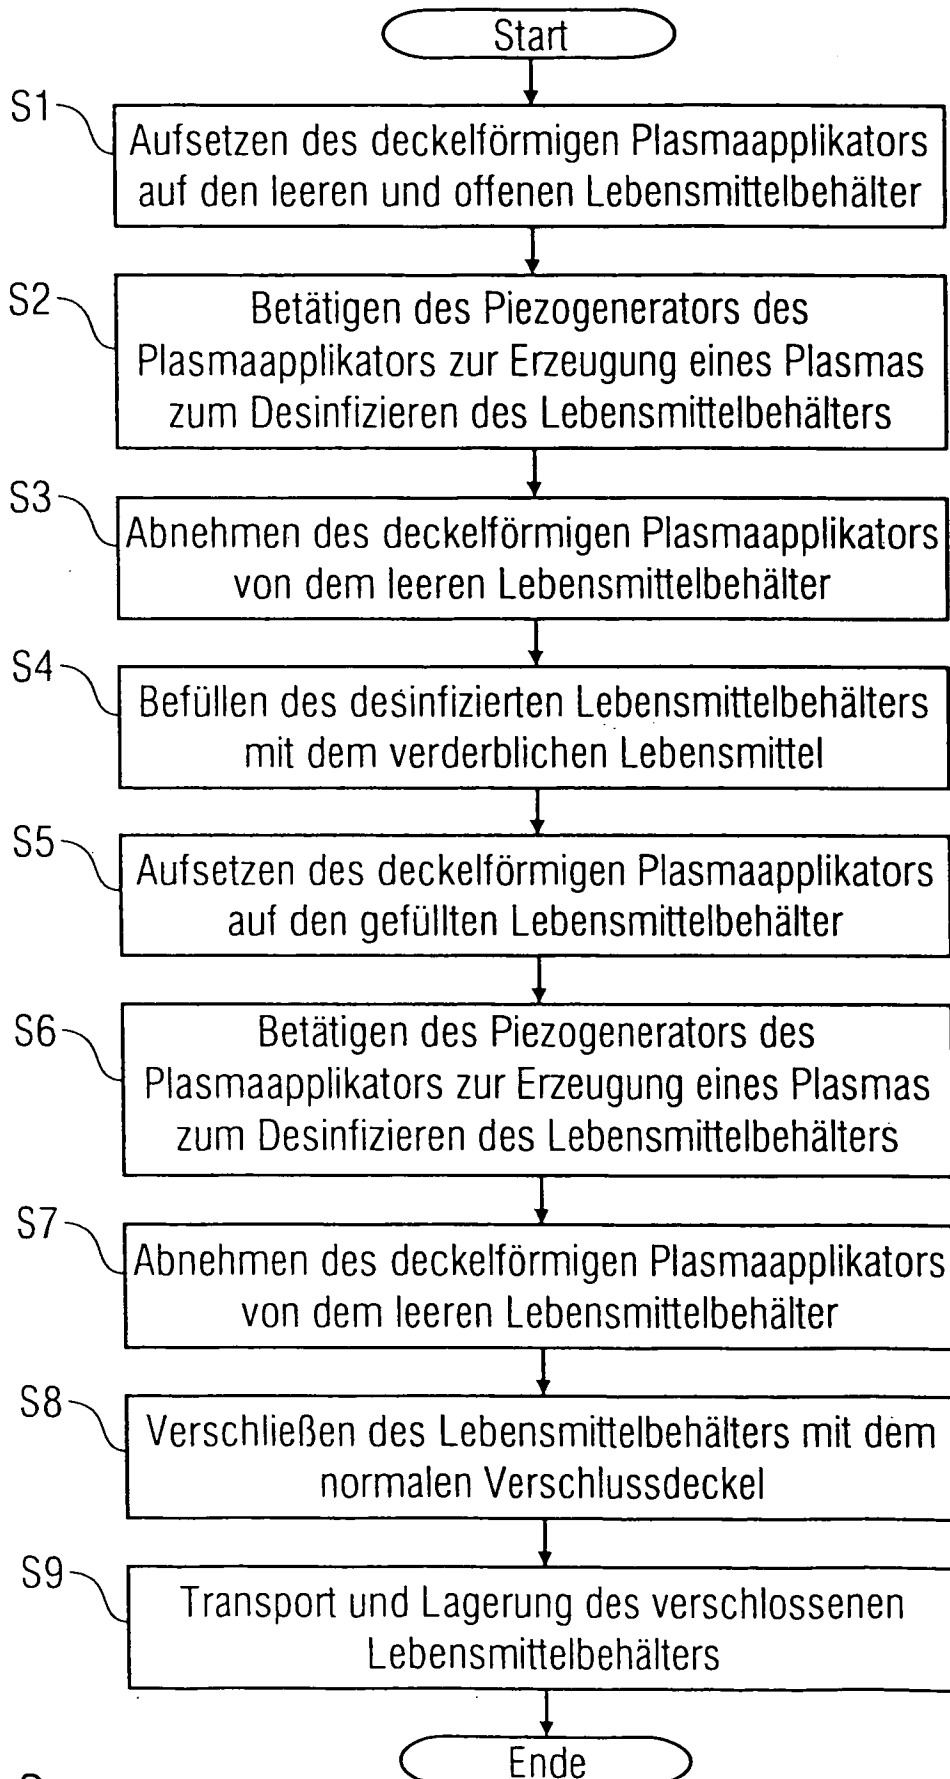 Start
S1
Aufsetzen des deckelförmigen Plasmaapplikators
auf den leeren und offenen Lebensmittelbehälter
S2
Betätigen des Piezogenerators des
Plasmaapplikators zur Erzeugung eines Plasmas
zum Desinfizieren des Lebensmittelbehälters
S3
Abnehmen des deckelförmigen Plasmaapplikators
von dem leeren Lebensmittelbehälter
S4
Befüllen des desinfizierten Lebensmittelbehälters
mit dem verderblichen Lebensmittel
S5
Aufsetzen des deckelförmigen Plasmaapplikators
auf den gefüllten Lebensmittelbehälter
S6
Betätigen des Piezogenerators des
Plasmaapplikators zur Erzeugung eines Plasmas
zum Desinfizieren des Lebensmittelbehälters
S7
Abnehmen des deckelförmigen Plasmaapplikators
von dem leeren Lebensmittelbehälter
S8
Verschließen des Lebensmittelbehälters mit dem
normalen Verschlussdeckel
S9
Transport und Lagerung des verschlossenen
Lebensmittelbehälters
Ende